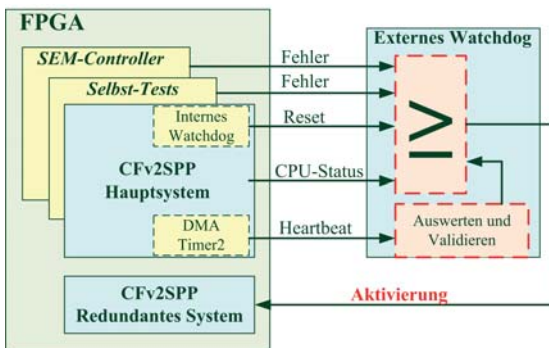 FPGA
SEM-Controller
Selbst-Tests
Internes
Watchdog
CFv2SPP
Hauptsystem
DMA
Timer2
CFv2SPP
Redundantes System
Fehler
Fehler
Reset
CPU-Status
Heartbeat
Aktivierung
Externes Watchdog
≥
Auswerten und
Validieren